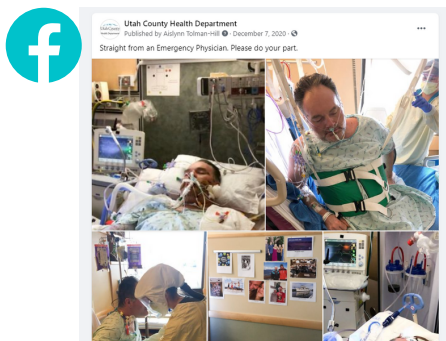 Utah County Health Department
Published by Aislynn Tolman-Hill · December 7, 2020 ·
Straight from an Emergency Physician. Please do your part.